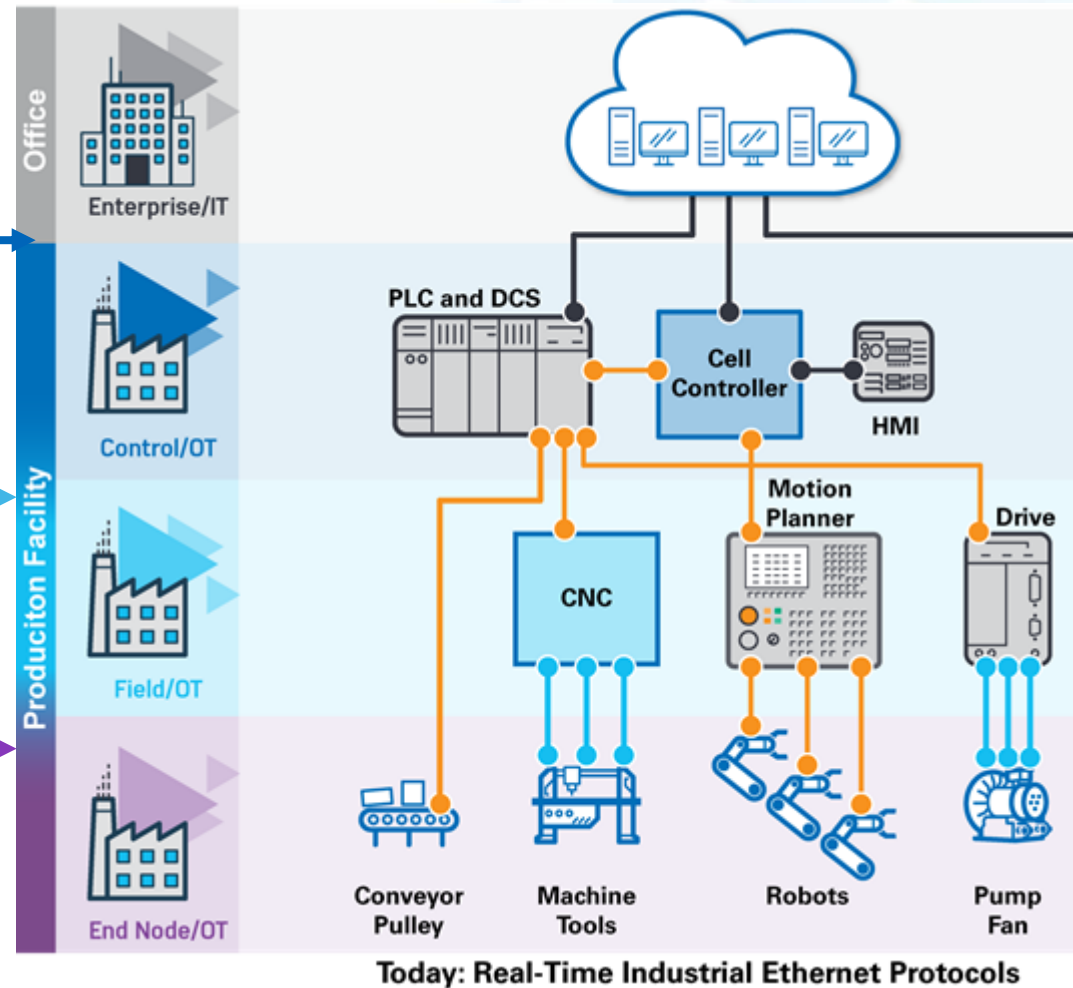 Office
Enterprise/IT
PLC and DCS
Cell
Controller
HMI
Control/OT
Produciton Facility
Motion
Planner
Drive
CNC
Field/OT
Conveyor
Pulley
Machine
Tools
Robots
Pump
Fan
End Node/OT
Today: Real-Time Industrial Ethernet Protocols